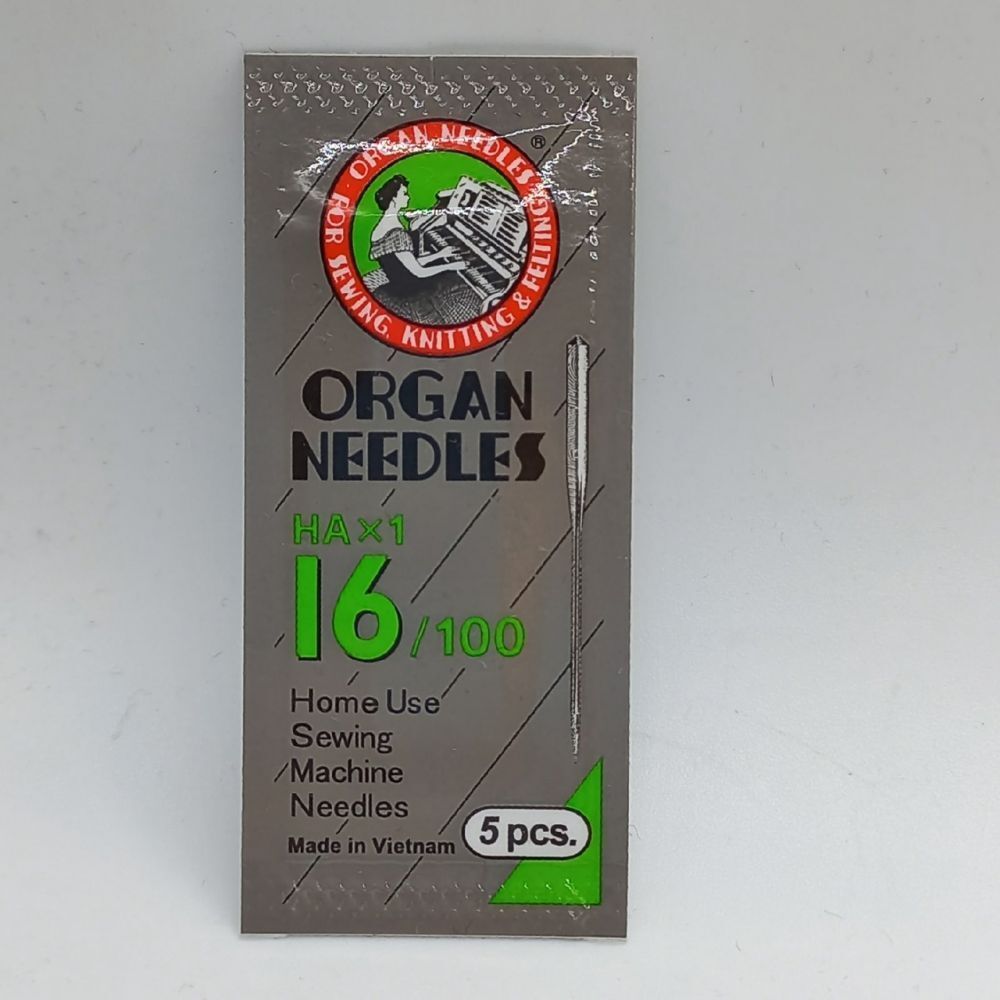 ORGAN NEEDLES
®
FOR SEWING, KNITTING & FELTING
ORGAN
NEEDLES
HA×1
16/100
Home Use
Sewing
Machine
Needles
Made in Vietnam
5 pcs.